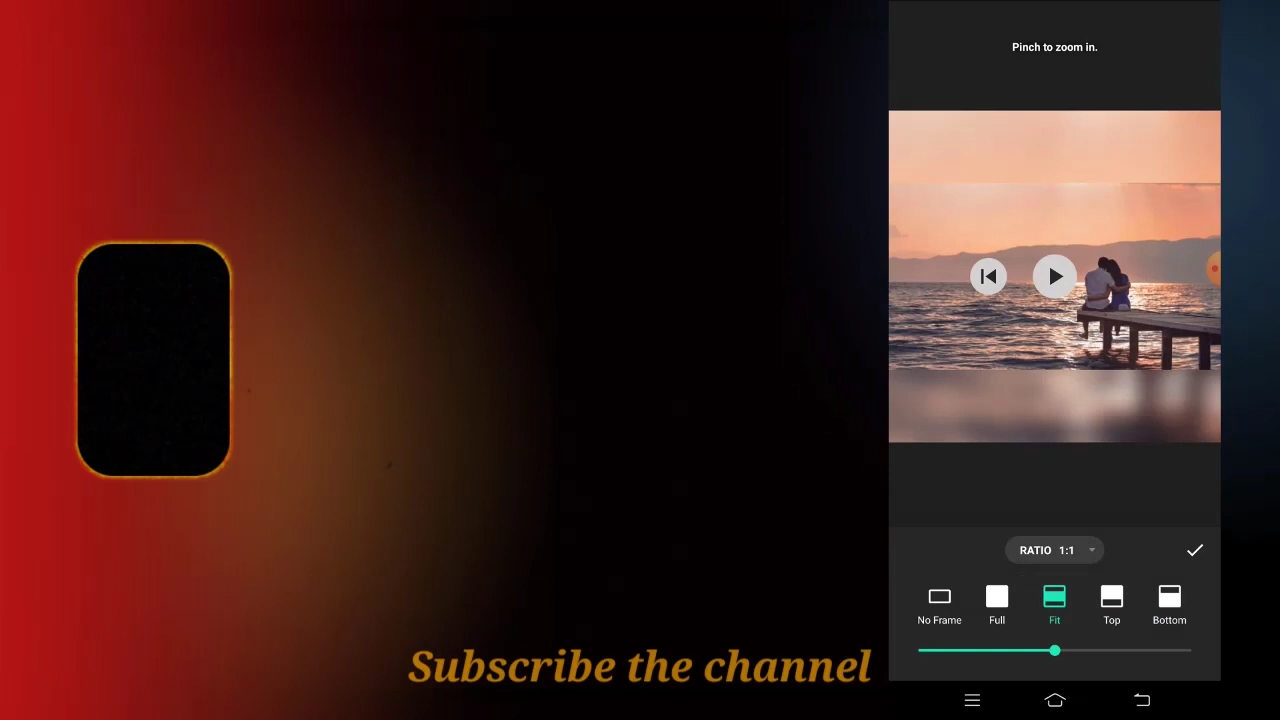 Pinch to zoom in.
RATIO 1:1
No Frame Full Fit Top Bottom
Subscribe the channel